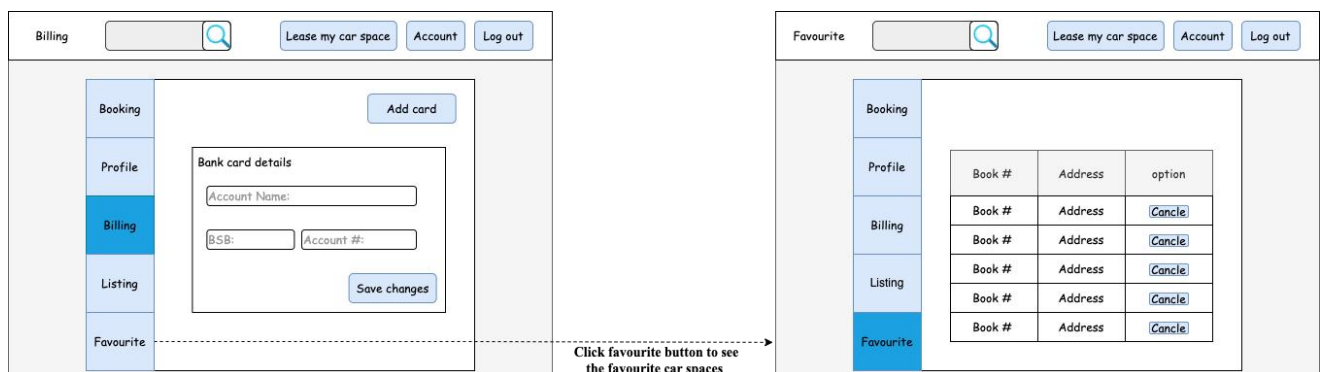 Billing
Lease my car space
Account
Log out
Booking
Profile
Billing
Listing
Favourite
Add card
Bank card details
Account Name:
BSB:
Account #:
Save changes
Click favourite button to see
the favourite car spaces
Favourite
Lease my car space
Account
Log out
Booking
Profile
Billing
Listing
Favourite
Book # Address option
Book # Address Cancle
Book # Address Cancle
Book # Address Cancle
Book # Address Cancle
Book # Address Cancle